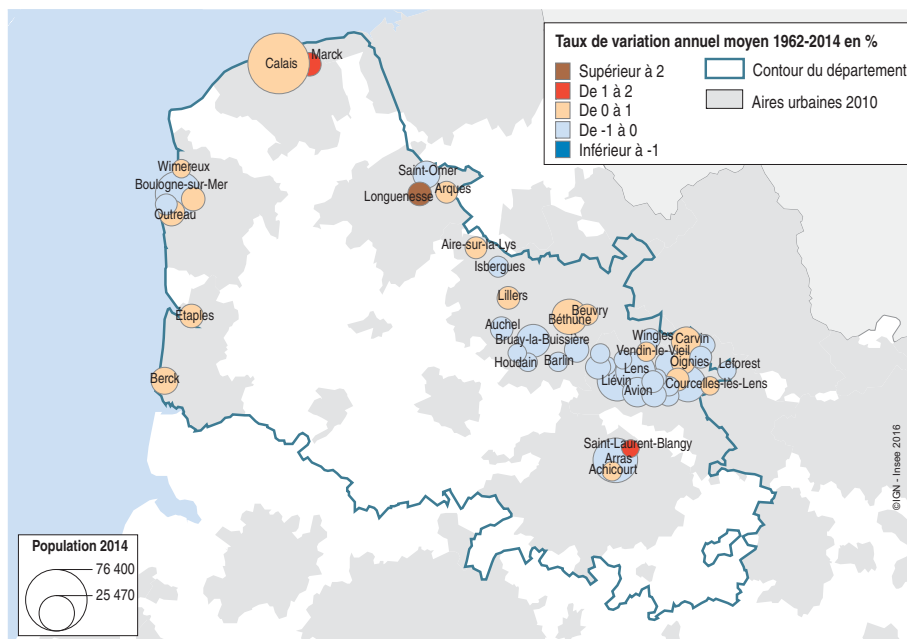 Taux de variation annuel moyen 1962-2014 en %
Supérieur à 2
De 1 à 2
De 0 à 1
De -1 à 0
Inférieur à -1
Contour du département
Aires urbaines 2010
Marck
Calais
Wimereux
Boulogne-sur-Mer
Outreau
Saint-Omer
Longuenesse
Arques
Aire-sur-la-Lys
Isbergues
Étaples
Lillers
Beuvry
Béthune
Auchel
Bruay-la-Buissière
Houdain
Barlin
Wingles
Carvin
Vendin-le-Vieil
Oignies
Leforest
Berck
Lens
Liévin
Courcelles-lès-Lens
Avion
Saint-Laurent-Blangy
Arras
Achicourt
Population 2014
76 400
25 470
©IGN - Insee 2016